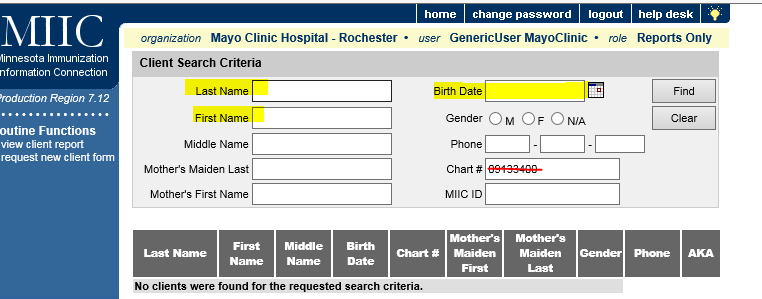 home change password logout help desk
MIIC
Minnesota Immunization
Information Connection
Production Region 7.12
organization Mayo Clinic Hospital - Rochester • user GenericUser MayoClinic • role Reports Only
outine Functions
view client report
request new client form
Client Search Criteria
Last Name Birth Date Find
First Name Gender M F N/A Clear
Middle Name Phone - -
Mother's Maiden Last Chart # 09133400
Mother's First Name MIIC ID
Last Name First Name Middle Name Birth Date Chart # Mother's Maiden First Mother's Maiden Last Gender Phone AKA
No clients were found for the requested search criteria.